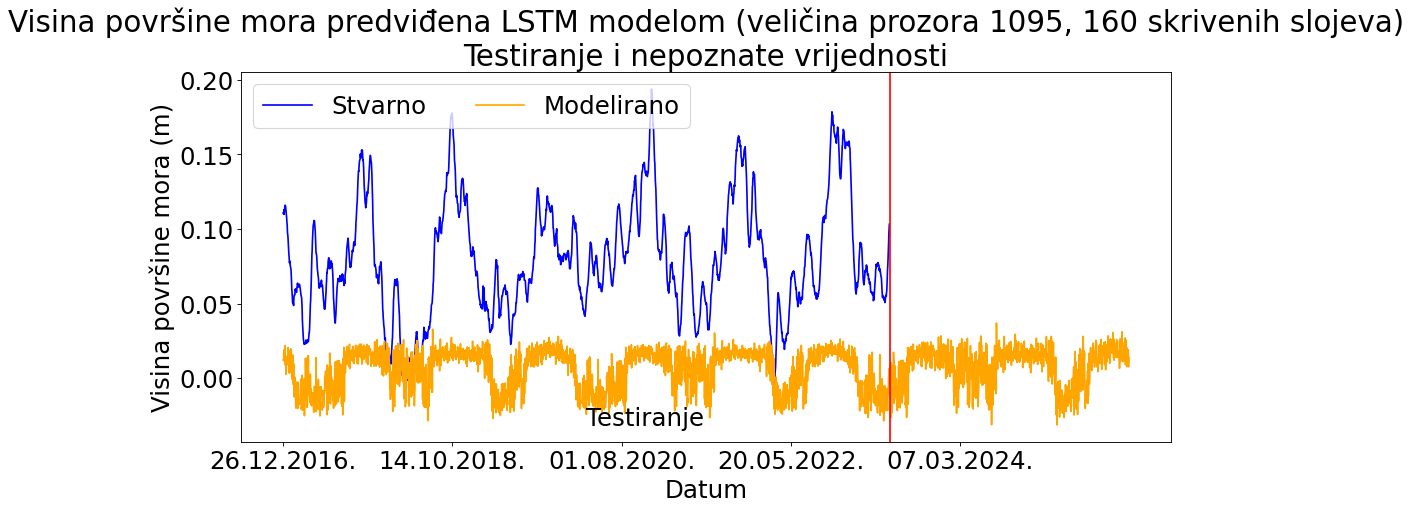 Visina površine mora predviđena LSTM modelom (veličina prozora 1095, 160 skrivenih slojeva)
Testiranje i nepoznate vrijednosti
Stvarno
Modelirano
Visina površine mora (m)
0.20
0.15
0.10
0.05
0.00
Testiranje
26.12.2016.
14.10.2018.
01.08.2020.
20.05.2022.
07.03.2024.
Datum